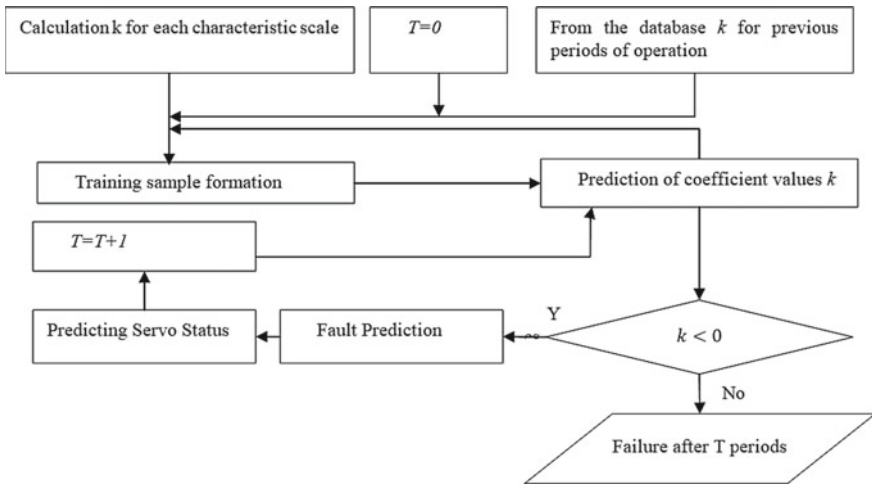 Calculation k for each characteristic scale
T=0
From the database k for previous
periods of operation
Training sample formation
Prediction of coefficient values k
T=T+1
Predicting Servo Status
Fault Prediction
Y
k < 0
No
Failure after T periods